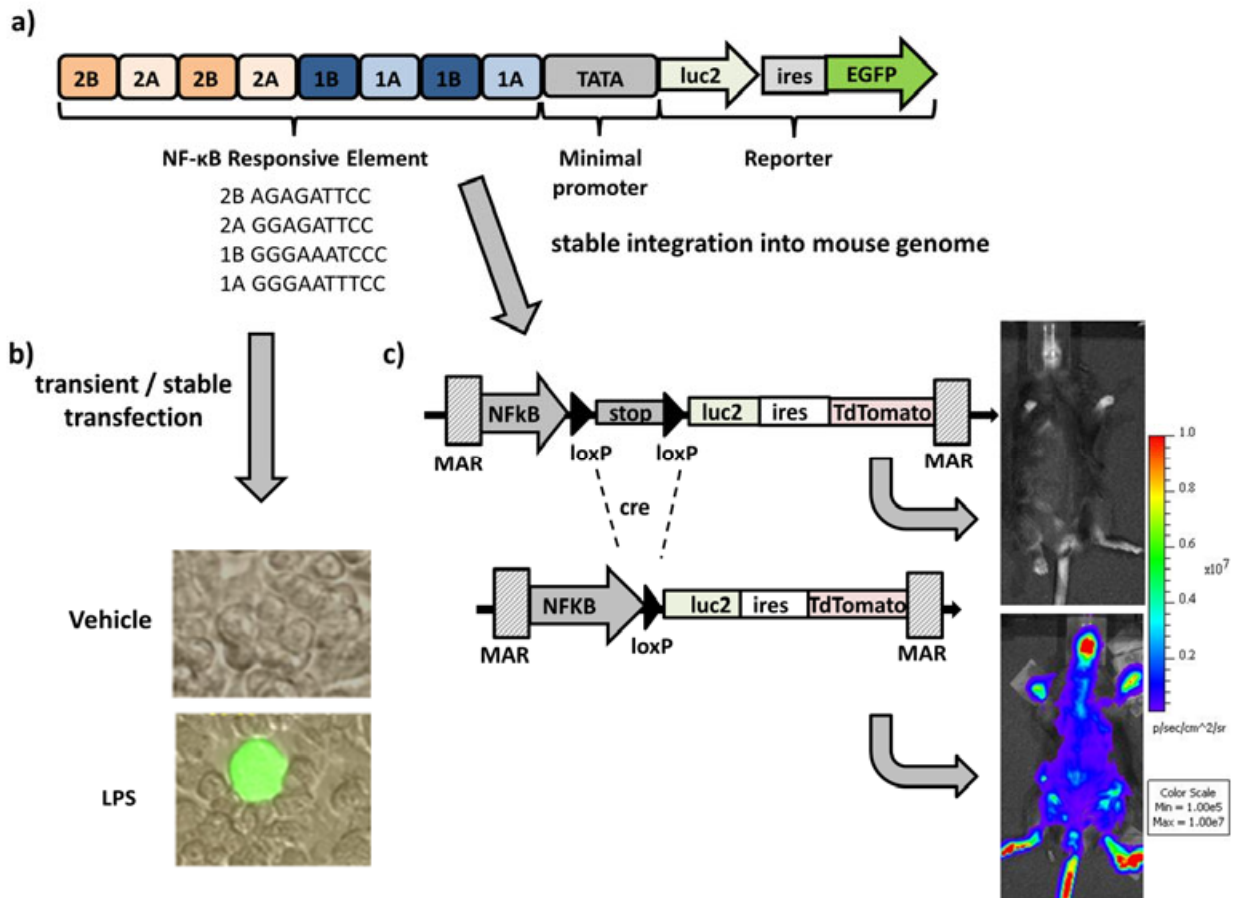 a)
2B 2A 2B 2A 1B 1A 1B 1A TATA luc2 ires EGFP
NF-κB Responsive Element
Minimal
promoter
Reporter
2B AGAGATTCC
2A GGAGATTCC
1B GGGAAATCCC
1A GGGAATTTCC
stable integration into mouse genome
b)
transient / stable
transfection
Vehicle
LPS
c)
NFkB stop luc2 ires TdTomato
MAR loxP loxP MAR
cre
NFKB luc2 ires TdTomato
MAR loxP MAR
1.0
0.8
0.6
x10^7
0.4
0.2
p/sec/cm^2/sr
Color Scale
Min = 1.00e5
Max = 1.00e7